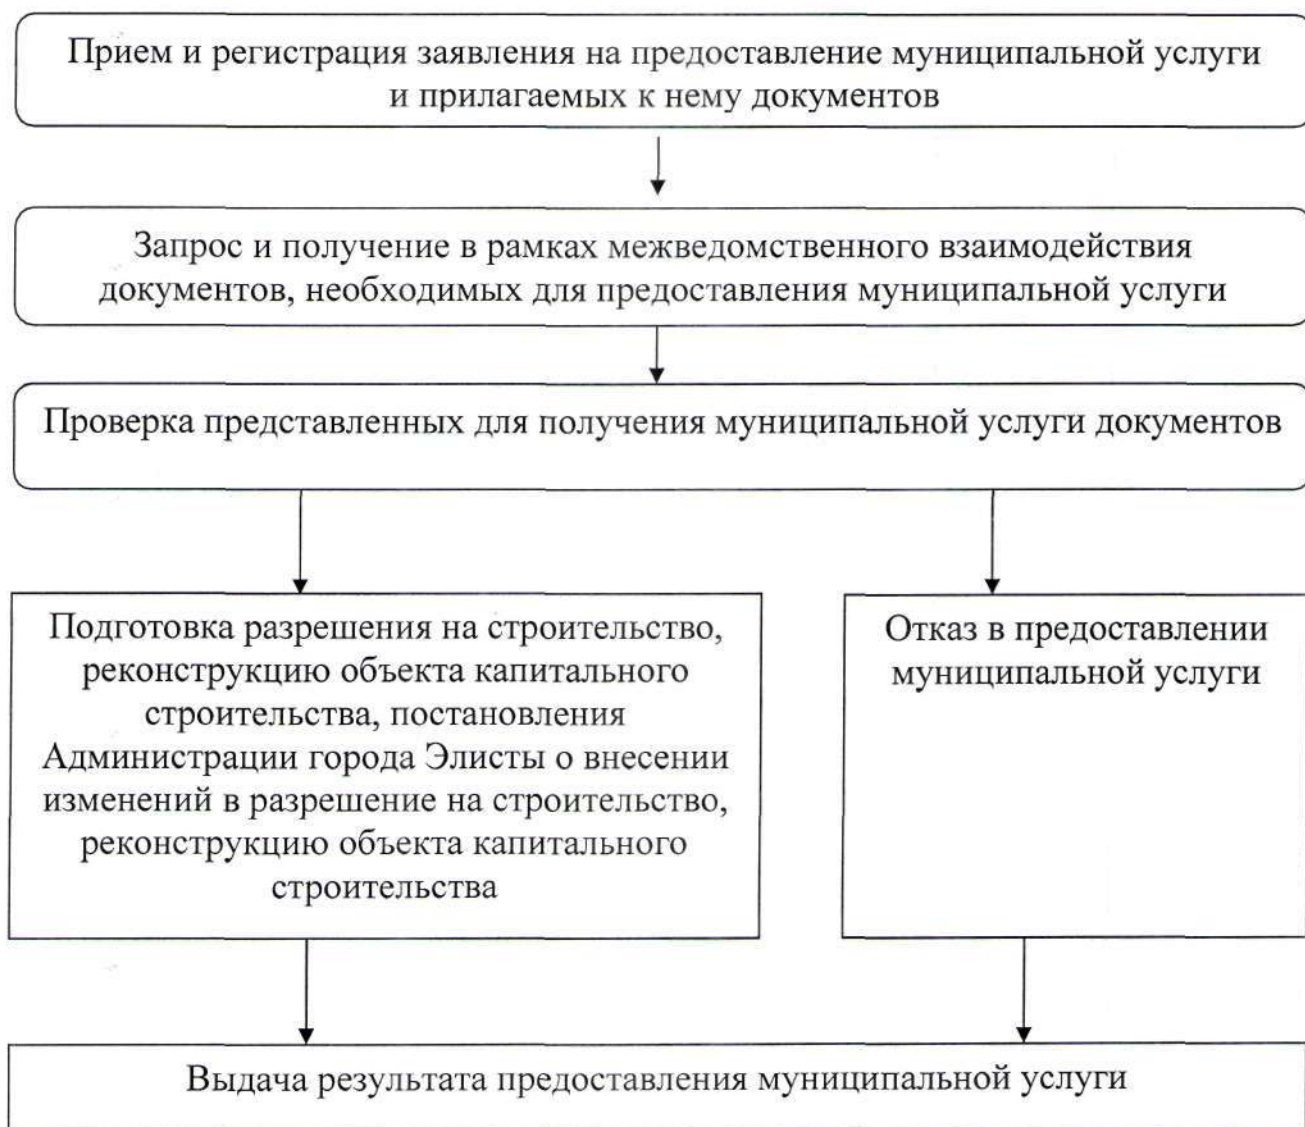 Прием и регистрация заявления на предоставление муниципальной услуги
и прилагаемых к нему документов
Запрос и получение в рамках межведомственного взаимодействия
документов, необходимых для предоставления муниципальной услуги
Проверка представленных для получения муниципальной услуги документов
Подготовка разрешения на строительство,
реконструкцию объекта капитального
строительства, постановления
Администрации города Элисты о внесении
изменений в разрешение на строительство,
реконструкцию объекта капитального
строительства
Отказ в предоставлении
муниципальной услуги
Выдача результата предоставления муниципальной услуги